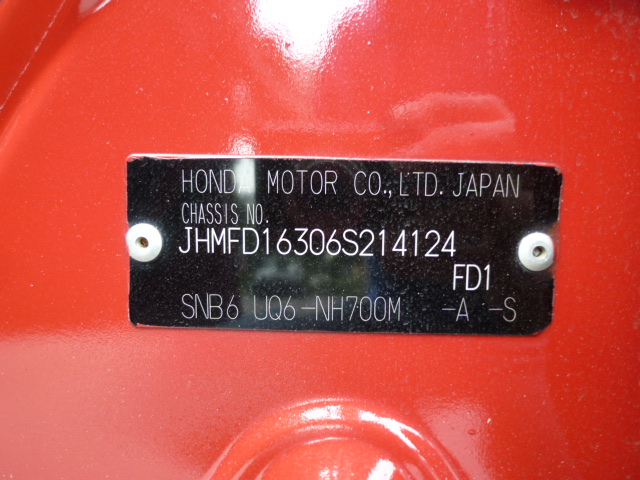 HONDA MOTOR CO.,LTD. JAPAN
CHASSIS NO.
JHMFD16306S214124
FD1
SNB6 UQ6-NH700M -A -S